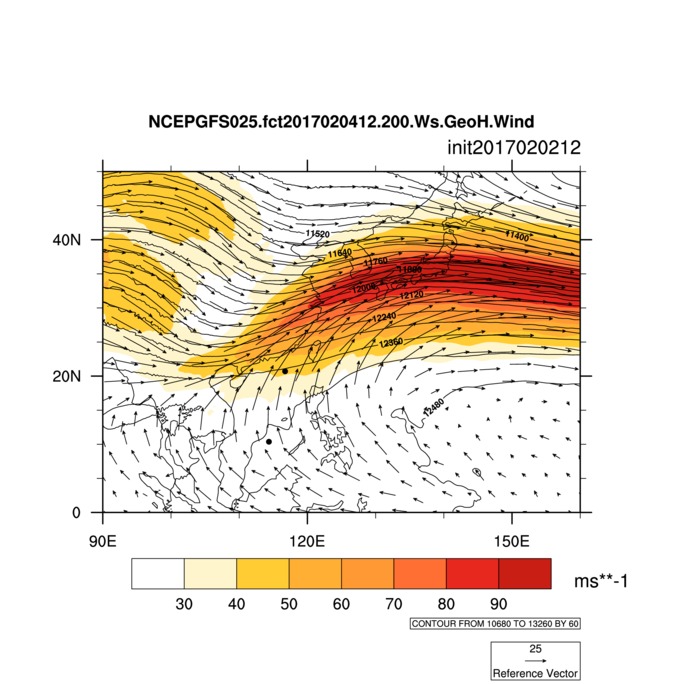 NCEPGFS025.fct2017020412.200.Ws.GeoH.Wind
init2017020212
40N
20N
0
11520
11640
11760
11880
12000
12120
12240
12360
12480
11400
90E 120E 150E
30 40 50 60 70 80 90
ms**-1
CONTOUR FROM 10680 TO 13260 BY 60
25
Reference Vector